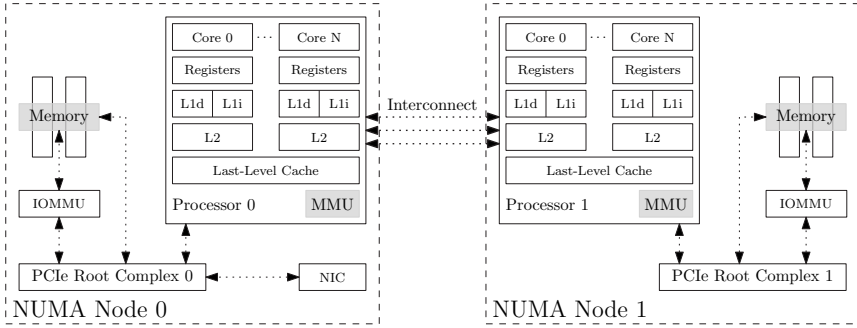 Core 0 ... Core N
Registers Registers
L1d L1i L1d L1i
L2 L2
Last-Level Cache
Processor 0 MMU
Memory
IOMMU
PCIe Root Complex 0 NIC
NUMA Node 0
Interconnect
Core 0 ... Core N
Registers Registers
L1d L1i L1d L1i
L2 L2
Last-Level Cache
Processor 1 MMU
Memory
IOMMU
PCIe Root Complex 1
NUMA Node 1